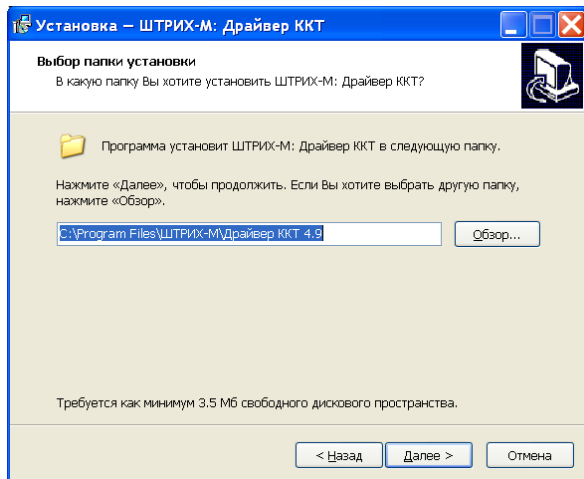 Установка — ШТРИХ-М: Драйвер ККТ
Выбор папки установки
В какую папку Вы хотите установить ШТРИХ-М: Драйвер ККТ?
Программа установит ШТРИХ-М: Драйвер ККТ в следующую папку.
Нажмите «Далее», чтобы продолжить. Если Вы хотите выбрать другую папку,
нажмите «Обзор».
C:\Program Files\ШТРИХ-М\Драйвер ККТ 4.9
Обзор...
Требуется как минимум 3.5 Мб свободного дискового пространства.
< Назад
Далее >
Отмена